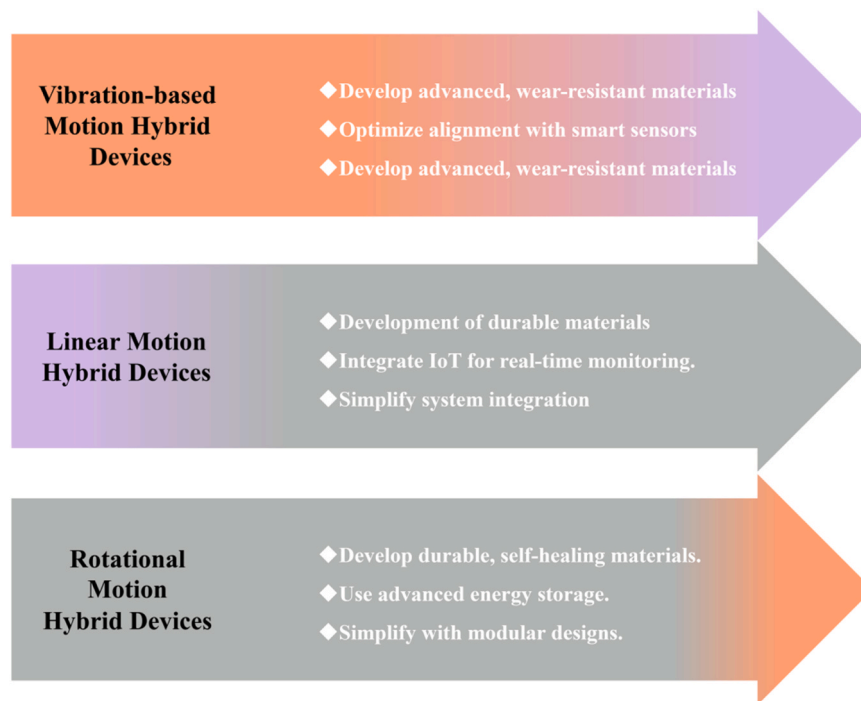 Vibration-based
Motion Hybrid
Devices
◆Develop advanced, wear-resistant materials
◆Optimize alignment with smart sensors
◆Develop advanced, wear-resistant materials
Linear Motion
Hybrid Devices
◆Development of durable materials
◆Integrate IoT for real-time monitoring.
◆Simplify system integration
Rotational
Motion
Hybrid Devices
◆Develop durable, self-healing materials.
◆Use advanced energy storage.
◆Simplify with modular designs.